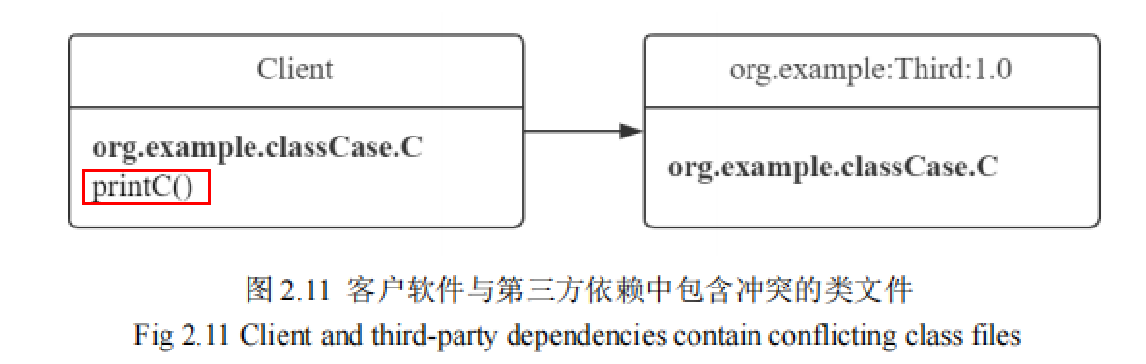 Client
org.example.classCase.C
printC()
org.example:Third:1.0
org.example.classCase.C
图 2.11 客户软件与第三方依赖中包含冲突的类文件
Fig 2.11 Client and third-party dependencies contain conflicting class files